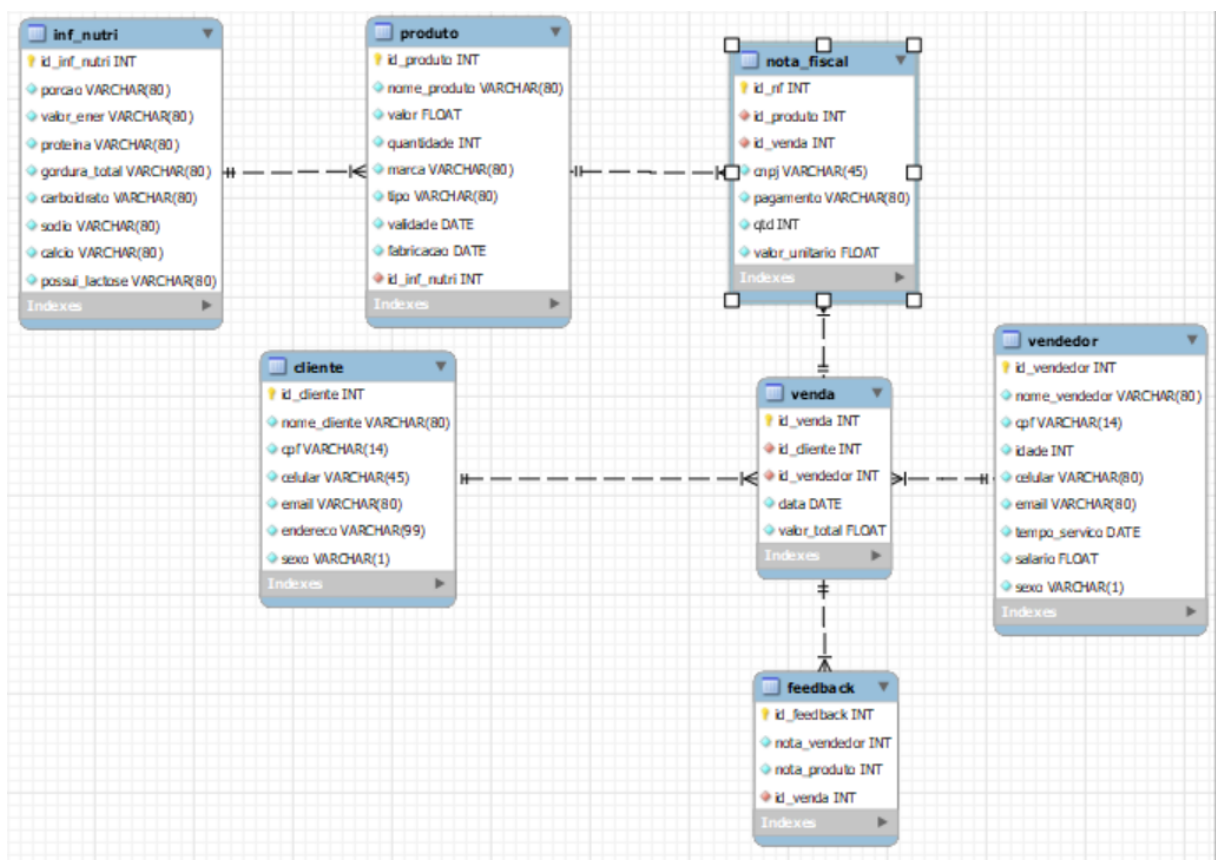 inf_nutri
id_inf_nutri INT
porcao VARCHAR(80)
valor_ener VARCHAR(80)
proteina VARCHAR(80)
gordura_total VARCHAR(80)
carboidrato VARCHAR(80)
sodio VARCHAR(80)
calcio VARCHAR(80)
possui_lactose VARCHAR(80)
Indexes
produto
id_produto INT
nome_produto VARCHAR(80)
valor FLOAT
quantidade INT
marca VARCHAR(80)
tipo VARCHAR(80)
validade DATE
fabricacao DATE
id_inf_nutri INT
Indexes
nota_fiscal
id_nf INT
id_produto INT
id_venda INT
cnpj VARCHAR(45)
pagamento VARCHAR(80)
qtd INT
valor_unitario FLOAT
Indexes
cliente
id_cliente INT
nome_cliente VARCHAR(80)
cpf VARCHAR(14)
celular VARCHAR(45)
email VARCHAR(80)
endereco VARCHAR(99)
sexo VARCHAR(1)
Indexes
venda
id_venda INT
id_cliente INT
id_vendedor INT
data DATE
valor_total FLOAT
Indexes
vendedor
id_vendedor INT
nome_vendedor VARCHAR(80)
cpf VARCHAR(14)
idade INT
celular VARCHAR(80)
email VARCHAR(80)
tempo_servico DATE
salario FLOAT
sexo VARCHAR(1)
Indexes
feedback
id_feedback INT
nota_vendedor INT
nota_produto INT
id_venda INT
Indexes